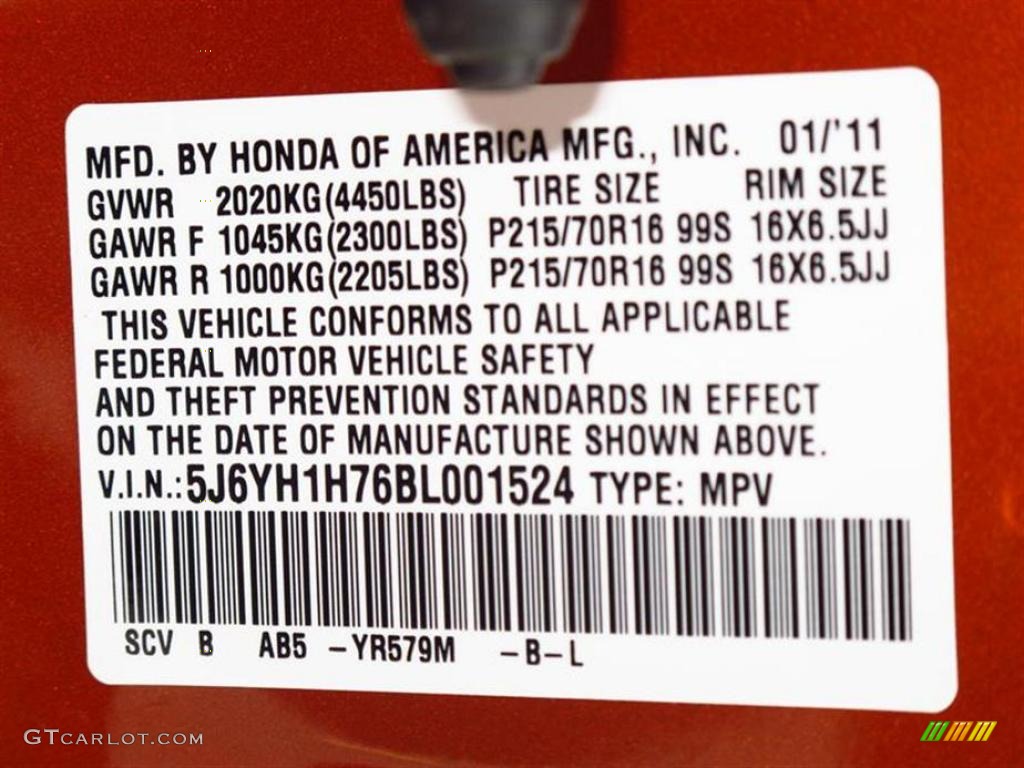 MFD. BY HONDA OF AMERICA MFG., INC. 01/'11
GVWR 2020KG(4450LBS) TIRE SIZE RIM SIZE
GAWR F 1045KG(2300LBS) P215/70R16 99S 16X6.5JJ
GAWR R 1000KG(2205LBS) P215/70R16 99S 16X6.5JJ
THIS VEHICLE CONFORMS TO ALL APPLICABLE
FEDERAL MOTOR VEHICLE SAFETY
AND THEFT PREVENTION STANDARDS IN EFFECT
ON THE DATE OF MANUFACTURE SHOWN ABOVE.
V.I.N.:5J6YH1H76BL001524 TYPE: MPV
SCV B AB5 -YR579M -B-L
GTCARLOT.COM